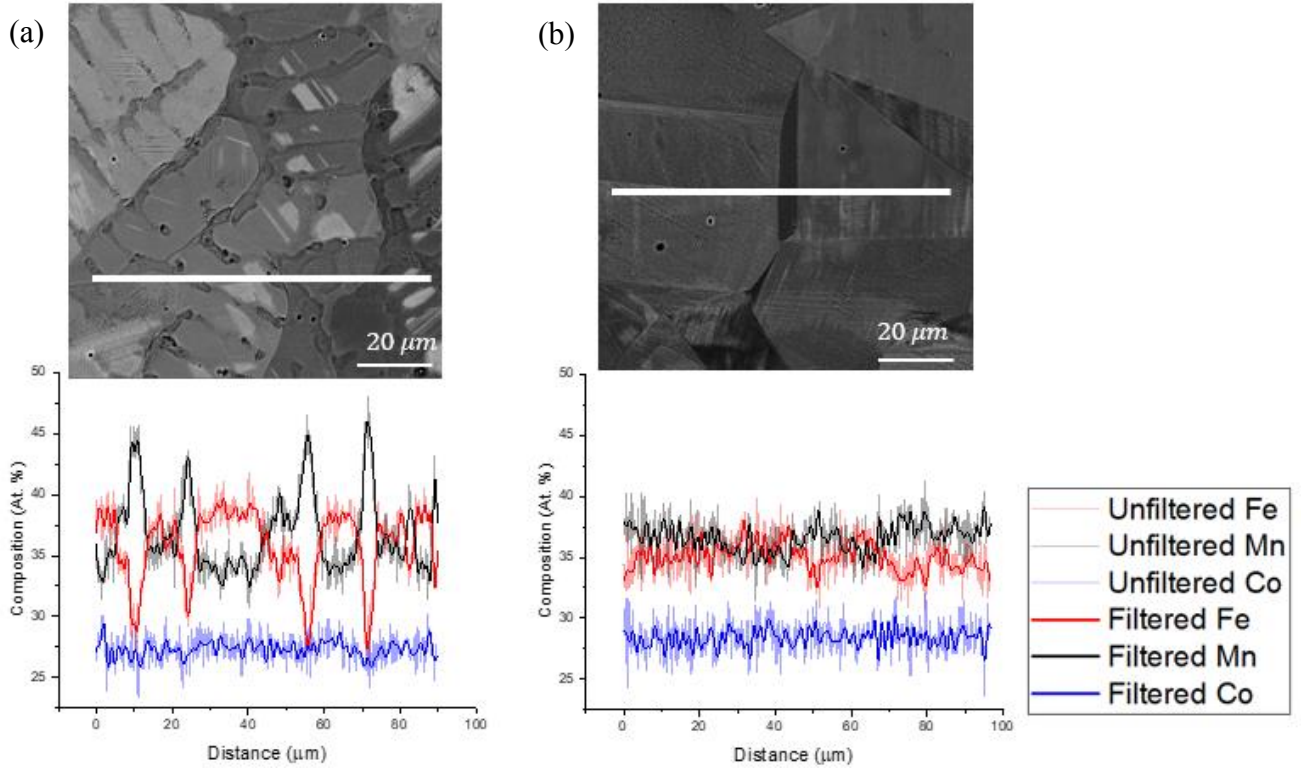 (a)
20 μm
50
45
40
35
30
25
Composition (At. %)
0
20
40
60
80
100
Distance (μm)
(b)
20 μm
50
45
40
35
30
25
Composition (At. %)
0
20
40
60
80
100
Distance (μm)
Unfiltered Fe
Unfiltered Mn
Unfiltered Co
Filtered Fe
Filtered Mn
Filtered Co